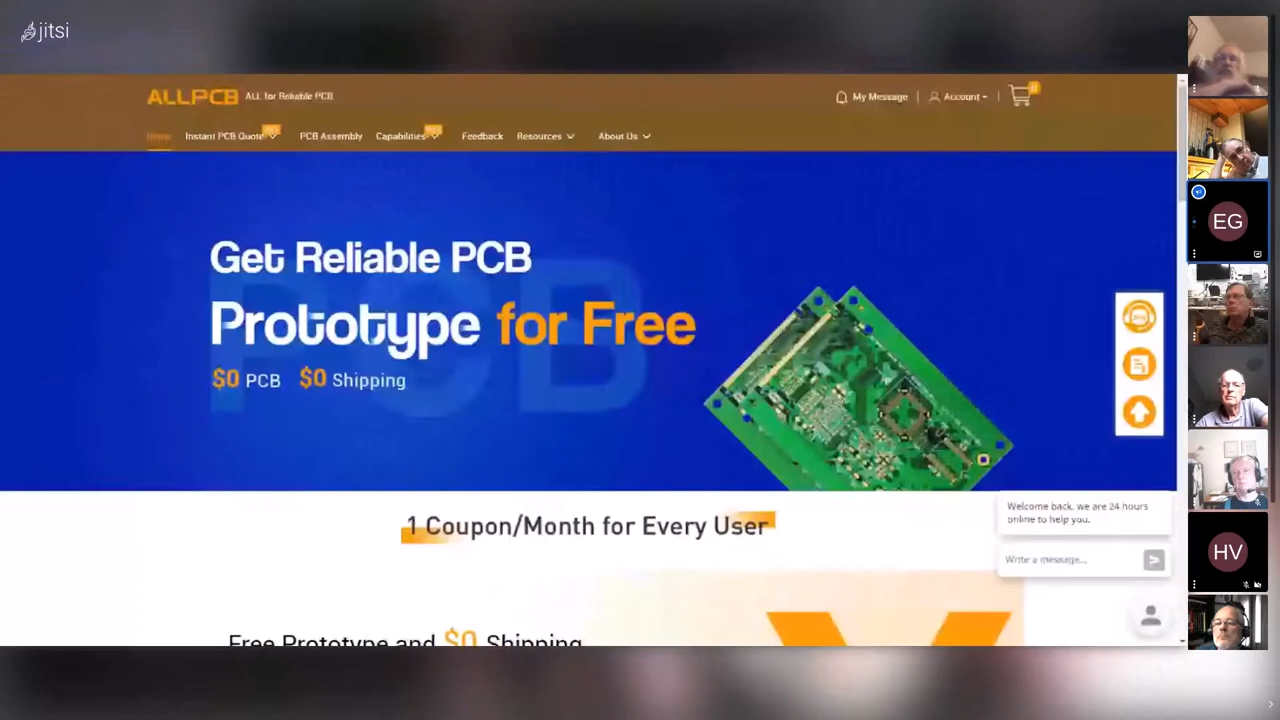 jitsi
ALLPCB ALL for Reliable PCB
My Message
Account
0
Home
Instant PCB Quote
PCB Assembly
Capabilities
Feedback
Resources
About Us
Get Reliable PCB
Prototype for Free
$0 PCB $0 Shipping
1 Coupon/Month for Every User
Welcome back, we are 24 hours
online to help you.
Write a message...
Free Prototype and $0 Shipping
EG
HV